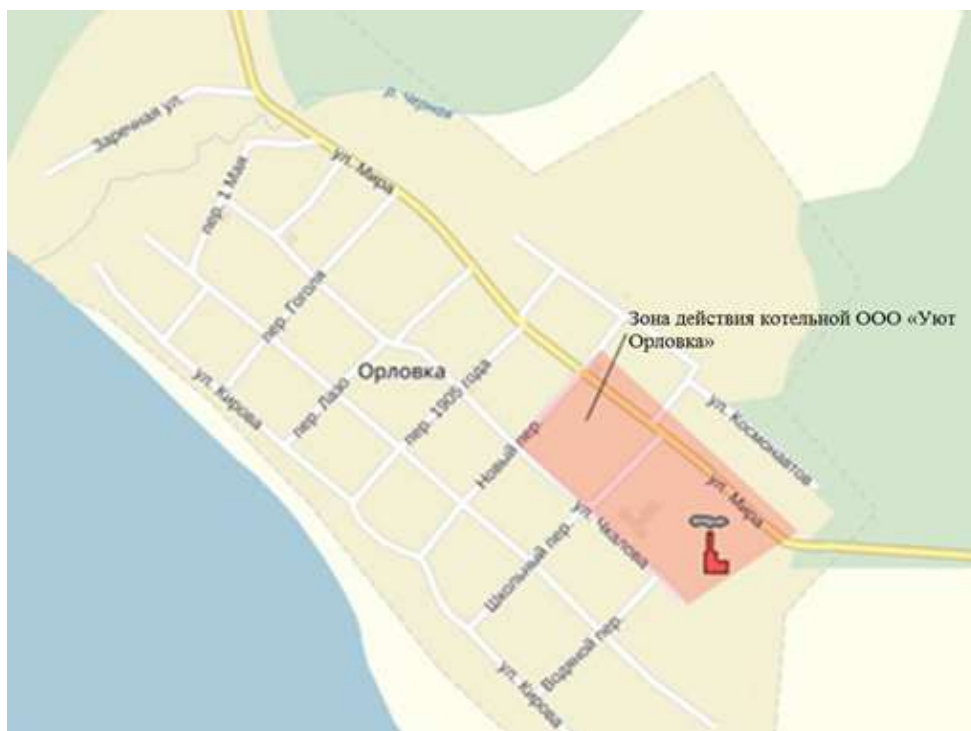 р. Черная
Заречная ул.
ул. Мира
пер. 1 Мая
пер. Гоголя
Зона действия котельной ООО «Уют
Орловка»
Орловка
ул. Кирова
пер. Лазо
пер. 1905 года
ул. Космонавтов
Новый пер.
ул. Мира
ул. Чкалова
Школьный пер.
Водяной пер.
ул. Кирова